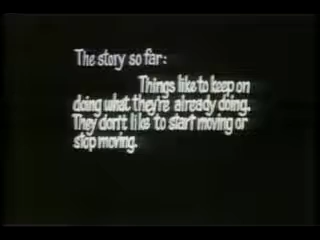 The story so far:
Things like to keep on
doing what they're already doing.
They don't like to start moving or
stop moving.